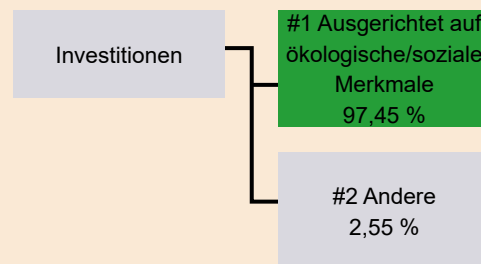 Investitionen
#1 Ausgerichtet auf
ökologische/soziale
Merkmale
97,45 %
#2 Andere
2,55 %